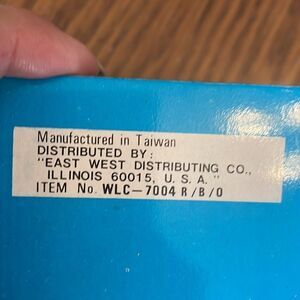 Manufactured in Taiwan
DISTRIBUTED BY:
"EAST WEST DISTRIBUTING CO.,
ILLINOIS 60015, U. S. A. "
ITEM No. WLC-7004 R/B/O